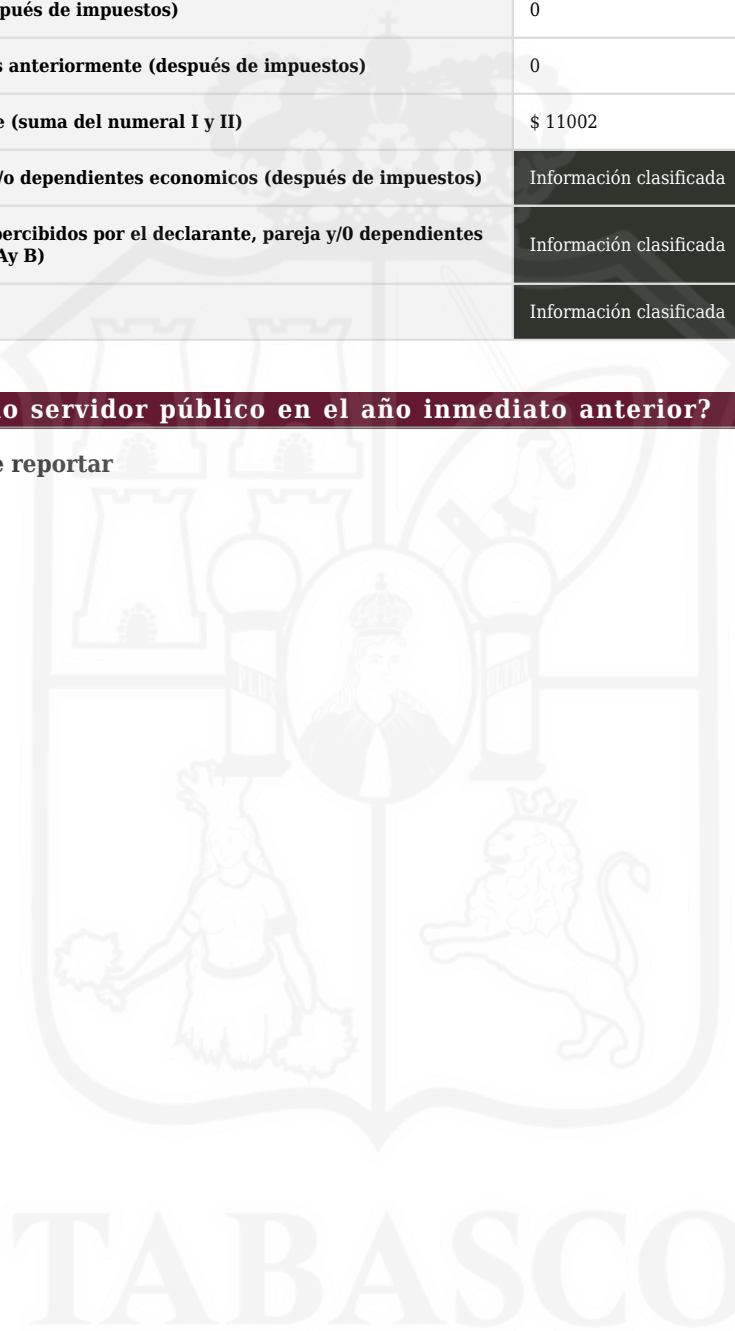 pués de impuestos)
0
s anteriormente (después de impuestos)
0
e (suma del numeral I y II)
$ 11002
/o dependientes economicos (después de impuestos)
Información clasificada
percibidos por el declarante, pareja y/0 dependientes
Ay B)
Información clasificada
Información clasificada
o servidor público en el año inmediato anterior?
e reportar
PLUS
ULTRA
TABASCO